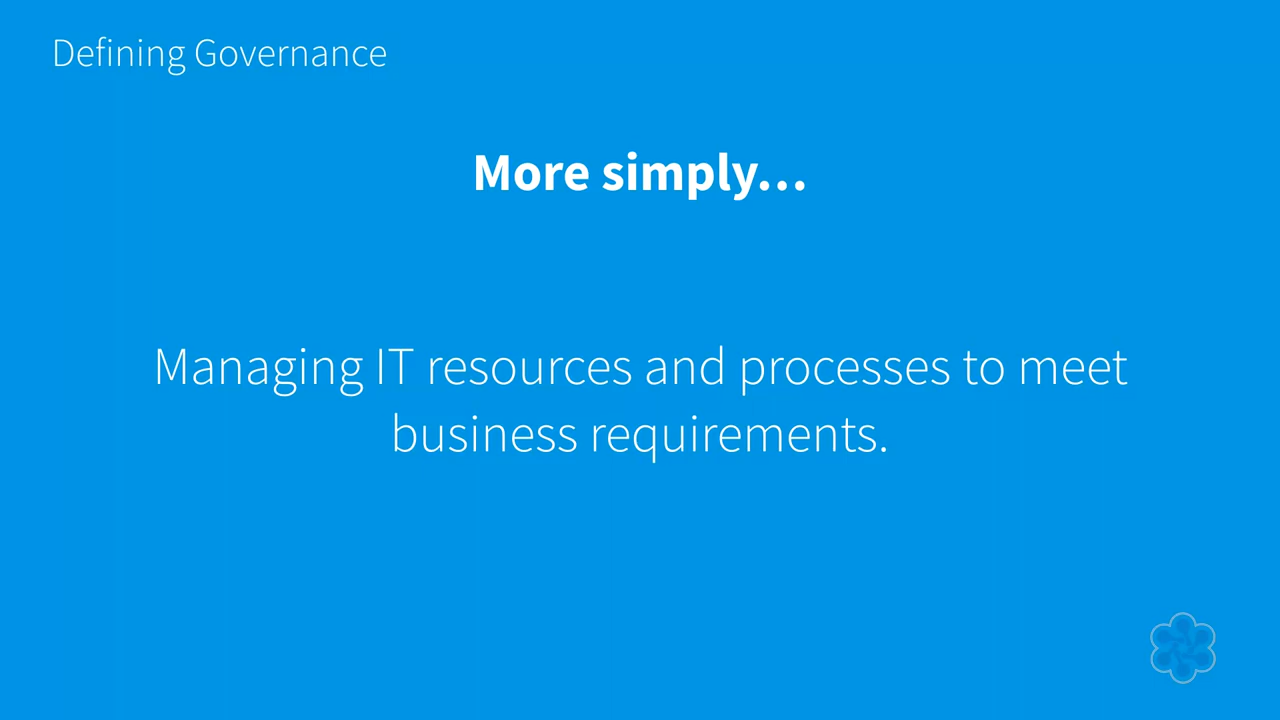 Defining Governance
More simply…
Managing IT resources and processes to meet
business requirements.